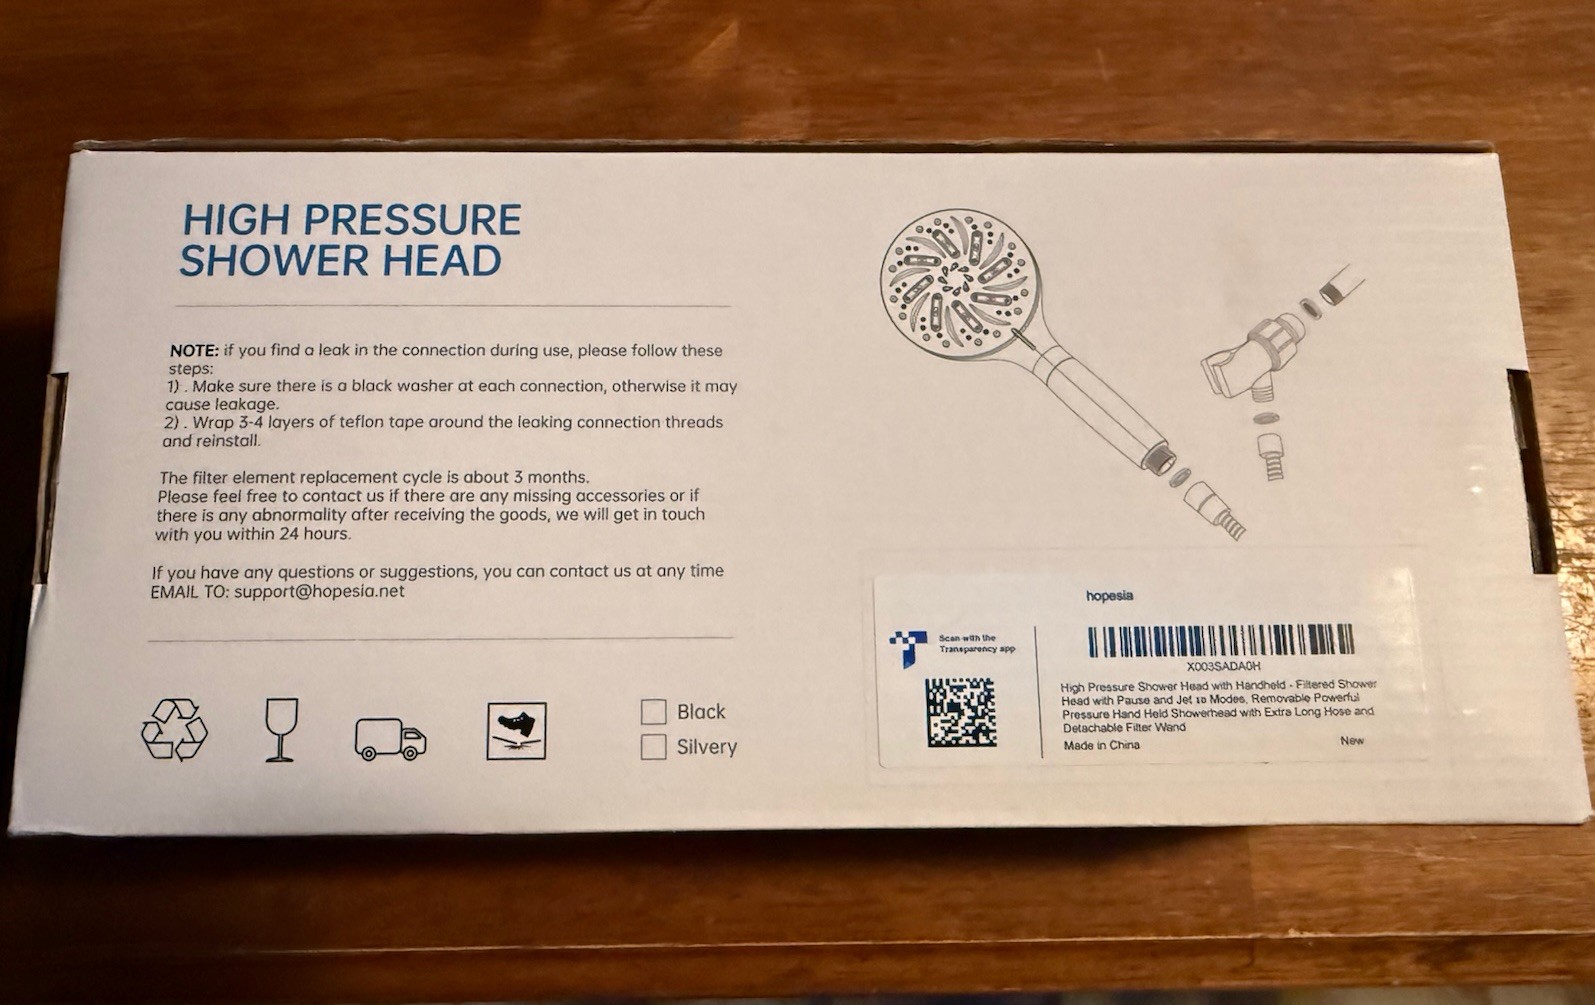 HIGH PRESSURE
SHOWER HEAD
NOTE: if you find a leak in the connection during use, please follow these
steps:
1) . Make sure there is a black washer at each connection, otherwise it may
cause leakage.
2) . Wrap 3-4 layers of teflon tape around the leaking connection threads
and reinstall.
The filter element replacement cycle is about 3 months.
Please feel free to contact us if there are any missing accessories or if
there is any abnormality after receiving the goods, we will get in touch
with you within 24 hours.
If you have any questions or suggestions, you can contact us at any time
EMAIL TO: support@hopesia.net
Black
Silvery
hopesia
Scan with the
Transparency app
X003SADAGH
High Pressure Shower Head with Handheld - Filtered Shower
Head with Pause and Jet 10 Modes, Removable Powerful
Pressure Hand Held Showerhead with Extra Long Hose and
Detachable Filter Wand
Made in China
New